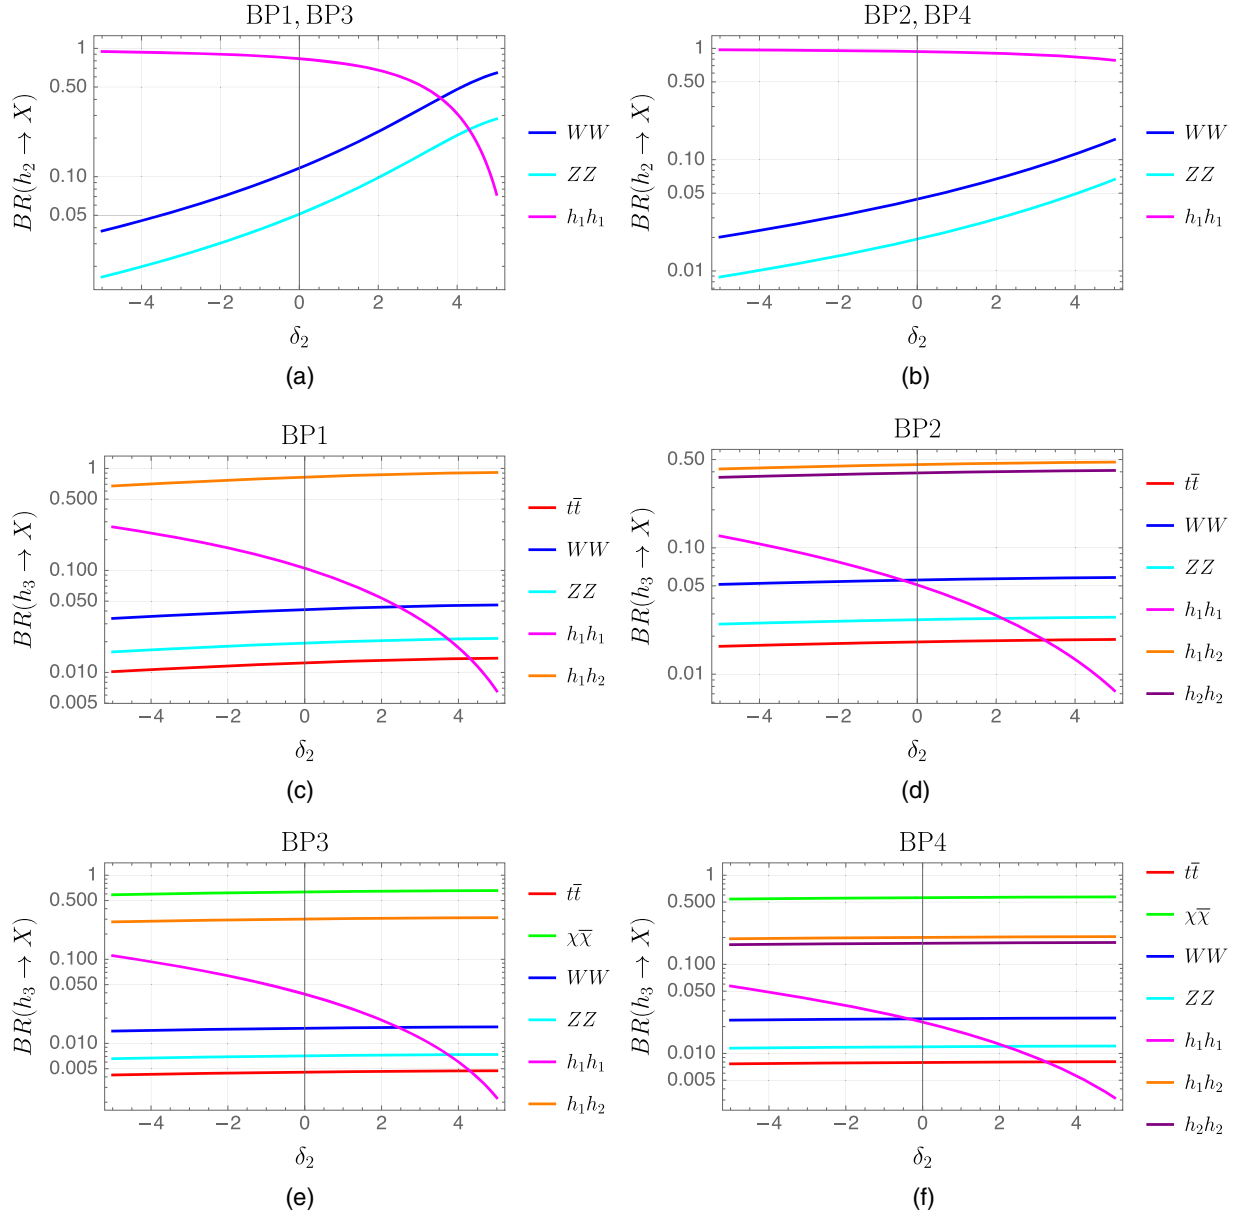 BP1, BP3
BR(h₂ → X)
1
0.50
0.10
0.05
−4 −2 0 2 4
δ₂
WW
ZZ
h₁h₁
(a)
BP2, BP4
BR(h₂ → X)
1
0.50
0.10
0.05
0.01
−4 −2 0 2 4
δ₂
WW
ZZ
h₁h₁
(b)
BP1
BR(h₃ → X)
1
0.500
0.100
0.050
0.010
0.005
−4 −2 0 2 4
δ₂
tt̅
WW
ZZ
h₁h₁
h₁h₂
(c)
BP2
BR(h₃ → X)
0.50
0.10
0.05
0.01
−4 −2 0 2 4
δ₂
tt̅
WW
ZZ
h₁h₁
h₁h₂
h₂h₂
(d)
BP3
BR(h₃ → X)
1
0.500
0.100
0.050
0.010
0.005
−4 −2 0 2 4
δ₂
tt̅
χχ̅
WW
ZZ
h₁h₁
h₁h₂
(e)
BP4
BR(h₃ → X)
1
0.500
0.100
0.050
0.010
0.005
−4 −2 0 2 4
δ₂
tt̅
χχ̅
WW
ZZ
h₁h₁
h₁h₂
h₂h₂
(f)